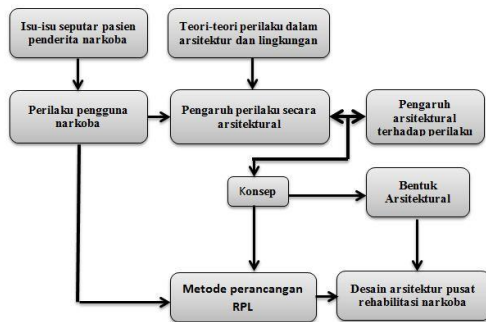 Isu-isu seputar pasien
penderita narkoba
Teori-teori perilaku dalam
arsitektur dan lingkungan
Perilaku pengguna
narkoba
Pengaruh perilaku secara
arsitektural
Pengaruh
arsitektural
terhadap perilaku
Konsep
Bentuk
Arsitektural
Metode perancangan
RPL
Desain arsitektur pusat
rehabilitasi narkoba